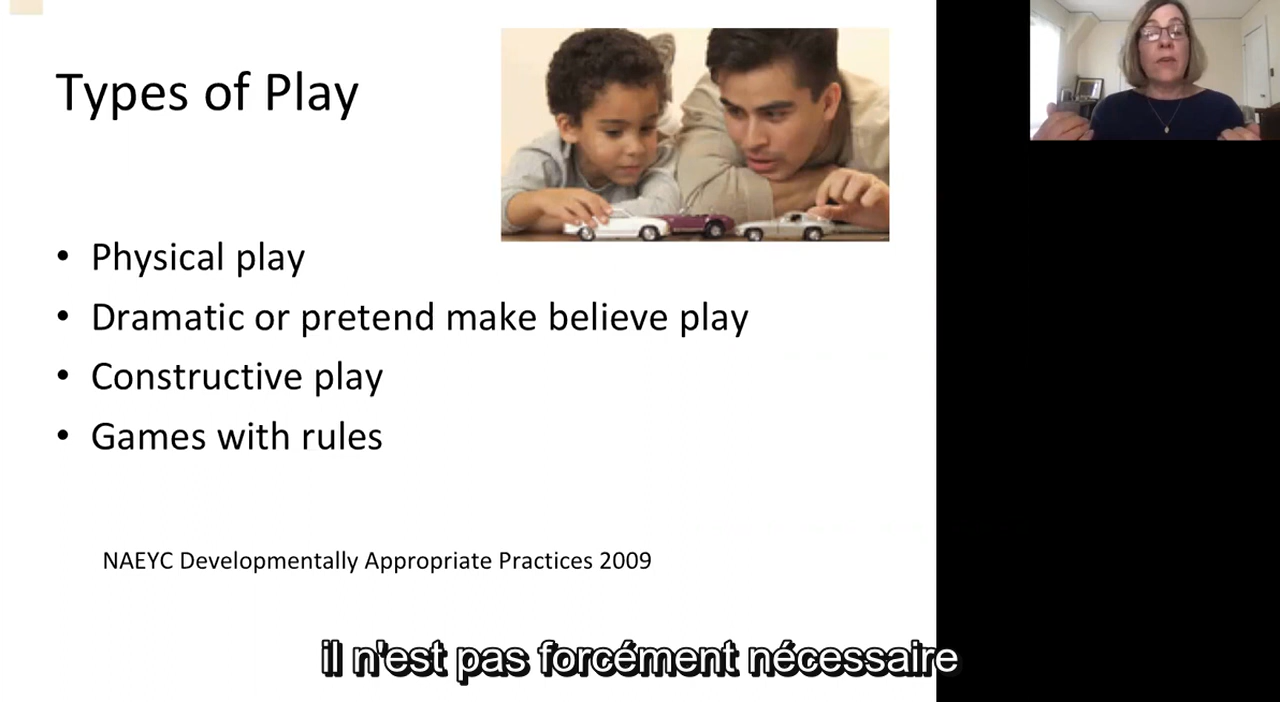 Types of Play
• Physical play
• Dramatic or pretend make believe play
• Constructive play
• Games with rules
NAEYC Developmentally Appropriate Practices 2009
il n'est pas forcément nécessaire